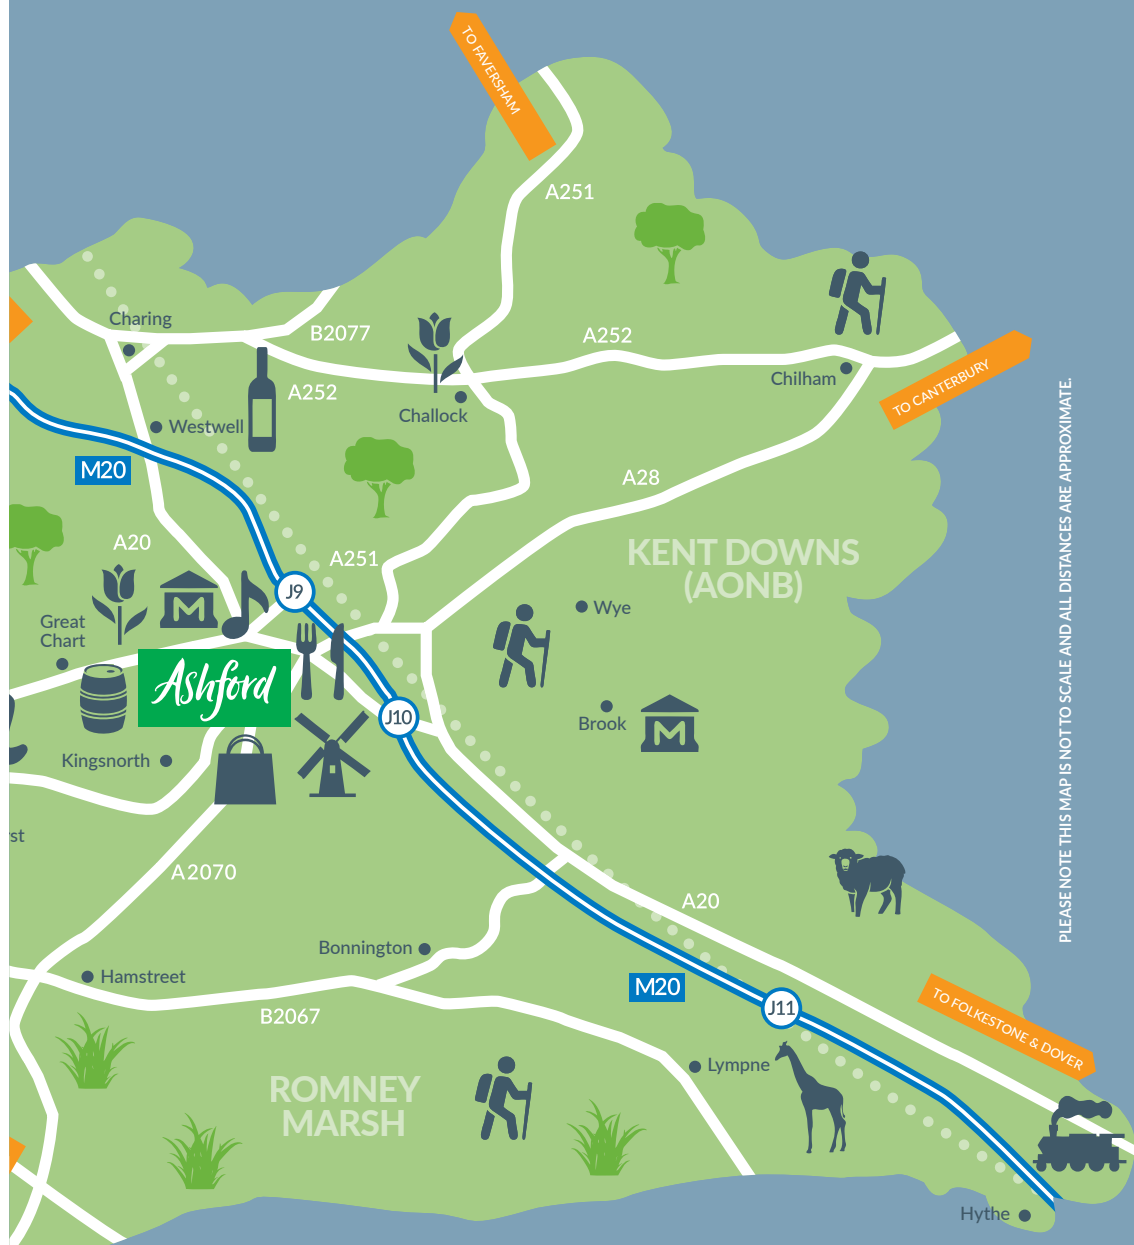 TO FAVERSHAM
A251
Charing
B2077
A252
A252
Chilham
TO CANTERBURY
Challock
Westwell
M20
A28
A20
A251
KENT DOWNS
(AONB)
J9
Great
Chart
Wye
M
Ashford
J10
Brook
M
Kingsnorth
PLEASE NOTE THIS MAP IS NOT TO SCALE AND ALL DISTANCES ARE APPROXIMATE.
rst
A2070
A20
Bonnington
Hamstreet
M20
J11
TO FOLKESTONE & DOVER
B2067
Lympne
ROMNEY
MARSH
Hythe